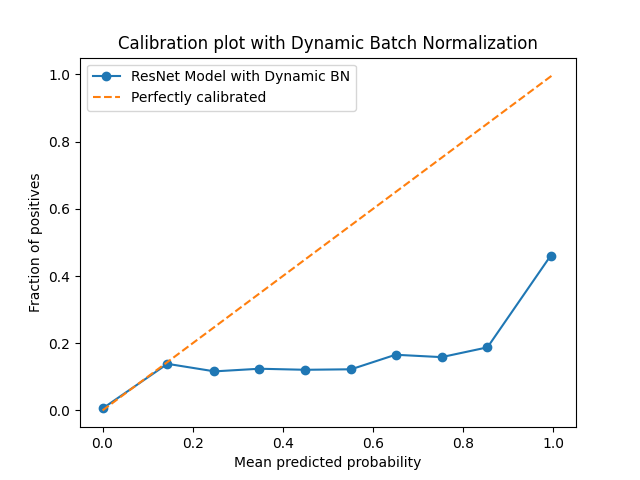 Calibration plot with Dynamic Batch Normalization
ResNet Model with Dynamic BN
Perfectly calibrated
1.0
0.8
0.6
0.4
0.2
0.0
Fraction of positives
0.0 0.2 0.4 0.6 0.8 1.0
Mean predicted probability